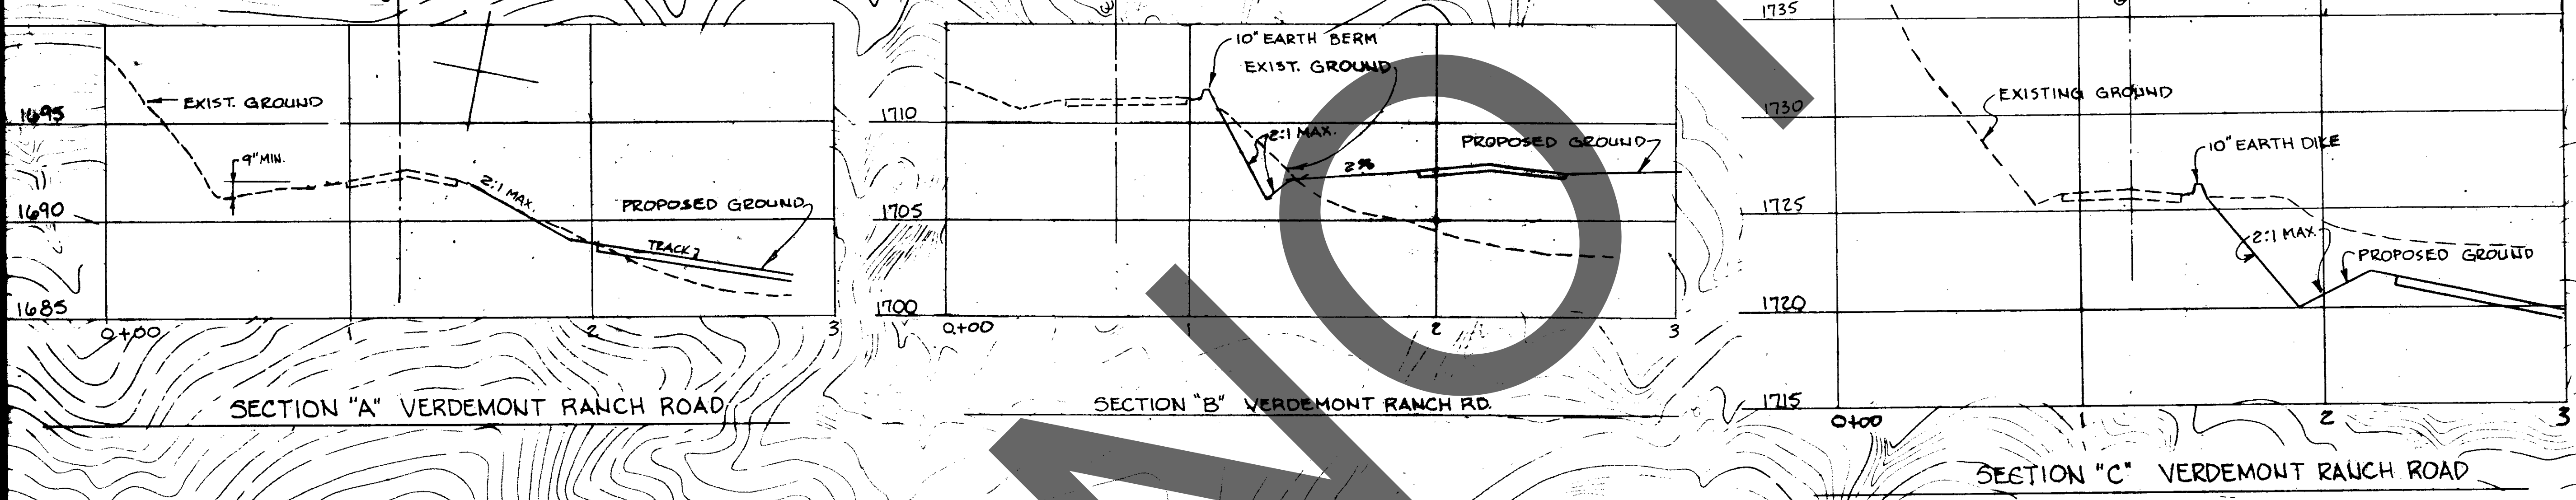 EXIST. GROUND
1695
9" MIN.
2:1 MAX.
1690
PROPOSED GROUND
TRACK
1685
0+00
1
2
3
SECTION "A" VERDEMONT RANCH ROAD
10" EARTH BERM
EXIST. GROUND
1710
2:1 MAX.
PROPOSED GROUND
2%
1705
1700
0+00
1
2
3
SECTION "B" VERDEMONT RANCH RD.
1735
EXISTING GROUND
1730
10" EARTH DIKE
1725
2:1 MAX.
PROPOSED GROUND
1720
1715
0+00
1
2
3
SECTION "C" VERDEMONT RANCH ROAD